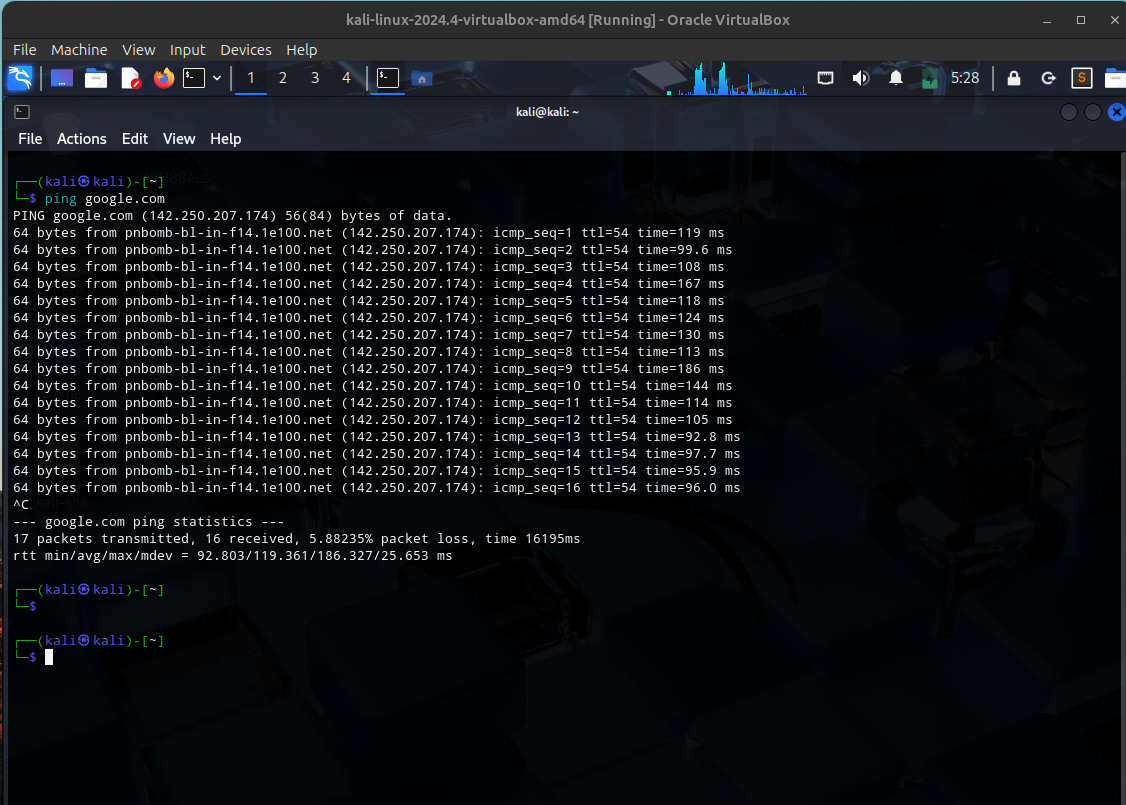 kali-linux-2024.4-virtualbox-amd64 [Running] - Oracle VirtualBox
File Machine View Input Devices Help
1 2 3 4 5:28 S
kali@kali: ~
File Actions Edit View Help
┌──(kali㉿kali)-[~]
└─$ ping google.com
PING google.com (142.250.207.174) 56(84) bytes of data.
64 bytes from pnbomb-bl-in-f14.1e100.net (142.250.207.174): icmp_seq=1 ttl=54 time=119 ms
64 bytes from pnbomb-bl-in-f14.1e100.net (142.250.207.174): icmp_seq=2 ttl=54 time=99.6 ms
64 bytes from pnbomb-bl-in-f14.1e100.net (142.250.207.174): icmp_seq=3 ttl=54 time=108 ms
64 bytes from pnbomb-bl-in-f14.1e100.net (142.250.207.174): icmp_seq=4 ttl=54 time=167 ms
64 bytes from pnbomb-bl-in-f14.1e100.net (142.250.207.174): icmp_seq=5 ttl=54 time=118 ms
64 bytes from pnbomb-bl-in-f14.1e100.net (142.250.207.174): icmp_seq=6 ttl=54 time=124 ms
64 bytes from pnbomb-bl-in-f14.1e100.net (142.250.207.174): icmp_seq=7 ttl=54 time=130 ms
64 bytes from pnbomb-bl-in-f14.1e100.net (142.250.207.174): icmp_seq=8 ttl=54 time=113 ms
64 bytes from pnbomb-bl-in-f14.1e100.net (142.250.207.174): icmp_seq=9 ttl=54 time=186 ms
64 bytes from pnbomb-bl-in-f14.1e100.net (142.250.207.174): icmp_seq=10 ttl=54 time=144 ms
64 bytes from pnbomb-bl-in-f14.1e100.net (142.250.207.174): icmp_seq=11 ttl=54 time=114 ms
64 bytes from pnbomb-bl-in-f14.1e100.net (142.250.207.174): icmp_seq=12 ttl=54 time=105 ms
64 bytes from pnbomb-bl-in-f14.1e100.net (142.250.207.174): icmp_seq=13 ttl=54 time=92.8 ms
64 bytes from pnbomb-bl-in-f14.1e100.net (142.250.207.174): icmp_seq=14 ttl=54 time=97.7 ms
64 bytes from pnbomb-bl-in-f14.1e100.net (142.250.207.174): icmp_seq=15 ttl=54 time=95.9 ms
64 bytes from pnbomb-bl-in-f14.1e100.net (142.250.207.174): icmp_seq=16 ttl=54 time=96.0 ms
^C
--- google.com ping statistics ---
17 packets transmitted, 16 received, 5.88235% packet loss, time 16195ms
rtt min/avg/max/mdev = 92.803/119.361/186.327/25.653 ms
┌──(kali㉿kali)-[~]
└─$
┌──(kali㉿kali)-[~]
└─$